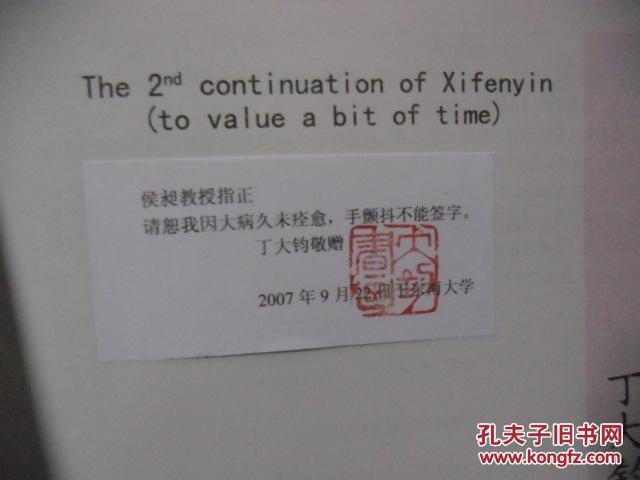 The 2nd continuation of Xifenyin
(to value a bit of time)
侯昶教授指正
请恕我因大病久未痊愈，手颤抖不能签字。
丁大钧敬赠
2007 年 9 月 22 日于东南大学
丁大钧
孔夫子旧书网
www.kongfz.com